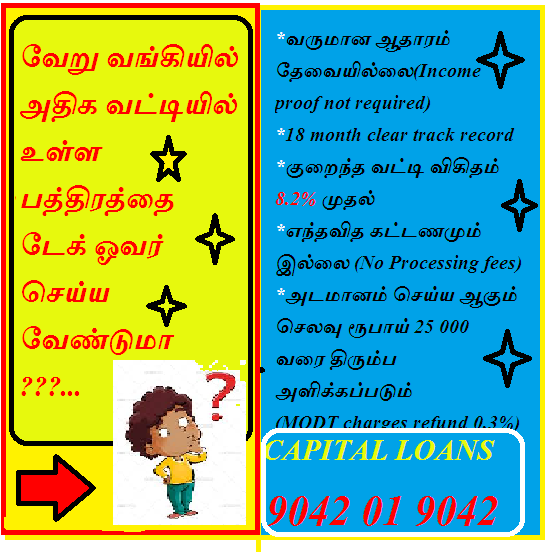 வேறு வங்கியில்
அதிக வட்டியில்
உள்ள
பத்திரத்தை
டேக் ஓவர்
செய்ய
வேண்டுமா
???...
*வருமான ஆதாரம்
தேவையில்லை(Income
proof not required)
*18 month clear track record
*குறைந்த வட்டி விகிதம்
8.2% முதல்
*எந்தவித கட்டணமும்
இல்லை (No Processing fees)
*அடமானம் செய்ய ஆகும்
செலவு ரூபாய் 25 000
வரை திரும்ப
அளிக்கப்படும்
(MODT charges refund 0.3%)
CAPITAL LOANS
9042 01 9042